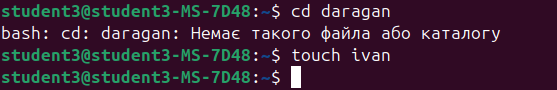 student3@student3-MS-7D48:~$ cd daragan
bash: cd: daragan: Немає такого файла або каталогу
student3@student3-MS-7D48:~$ touch ivan
student3@student3-MS-7D48:~$